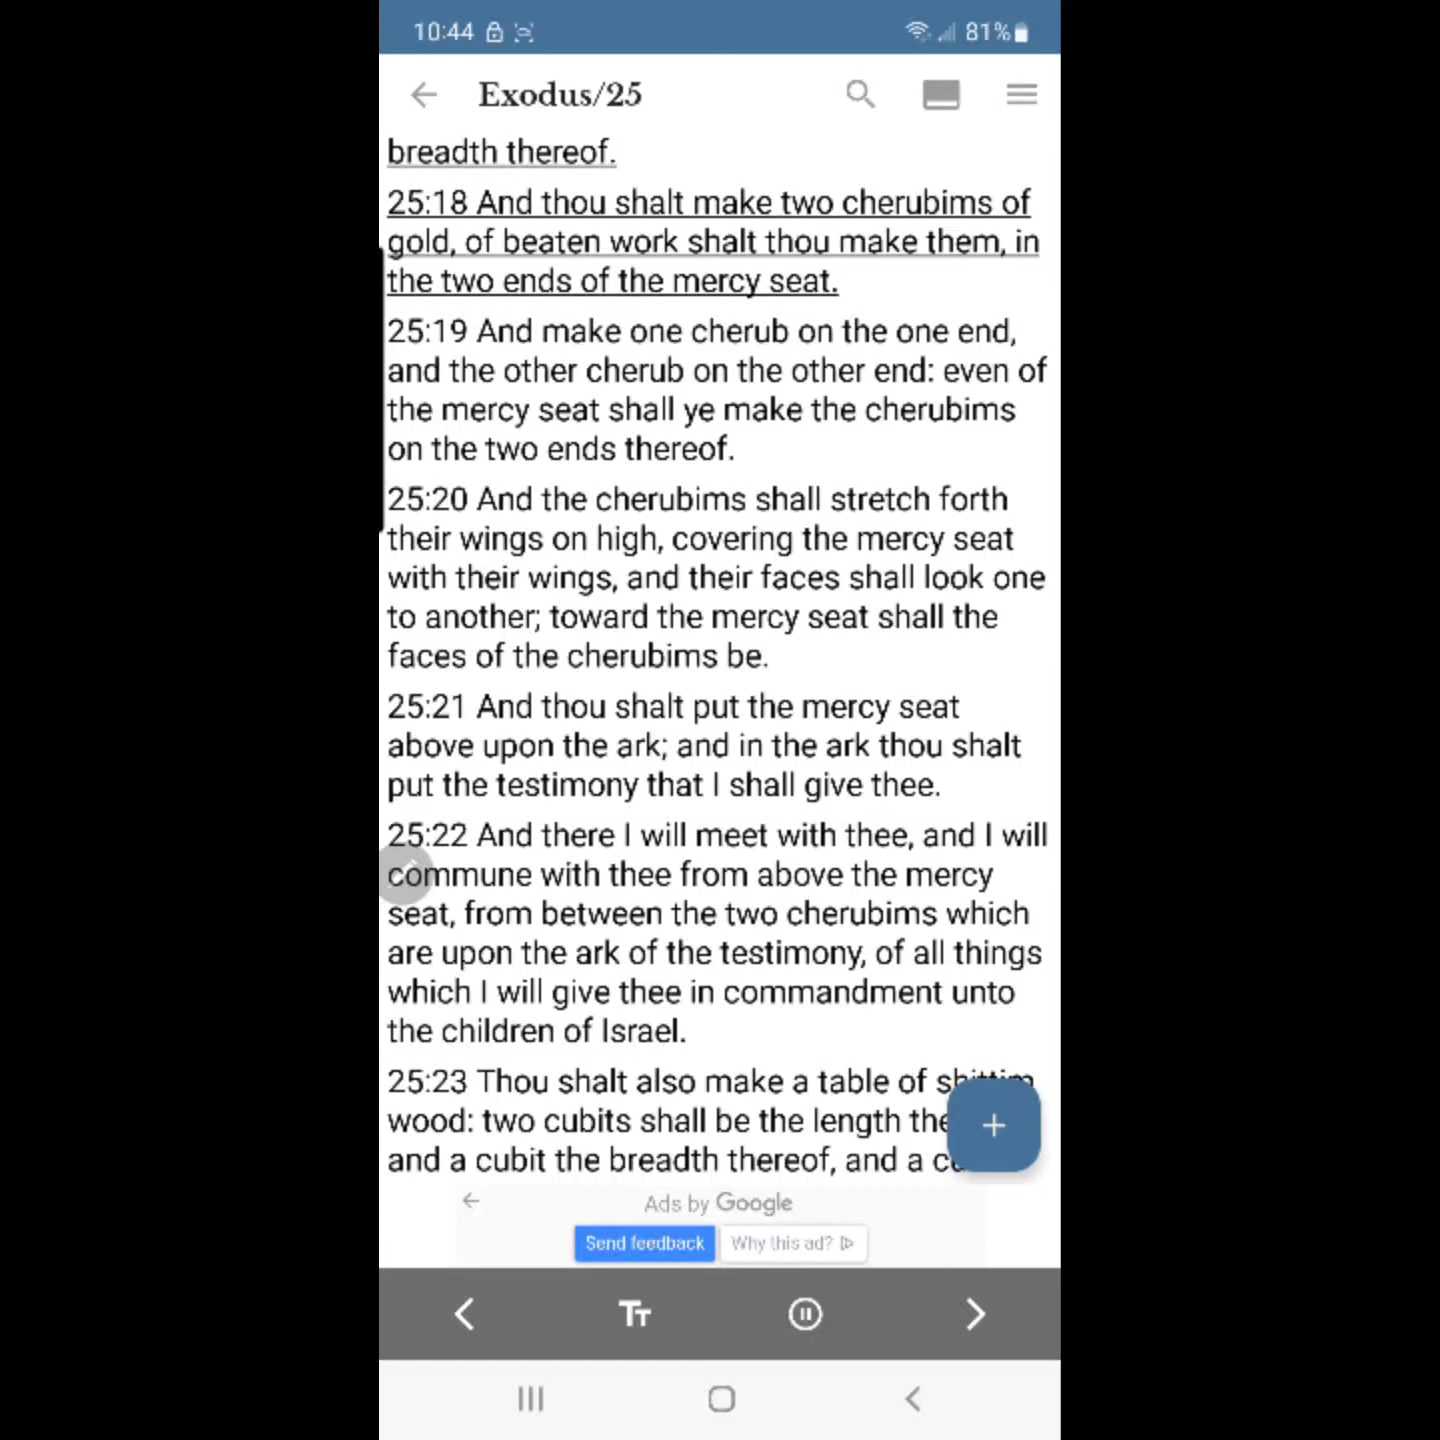 10:44 81%
Exodus/25
breadth thereof.
25:18 And thou shalt make two cherubims of
gold, of beaten work shalt thou make them, in
the two ends of the mercy seat.
25:19 And make one cherub on the one end,
and the other cherub on the other end: even of
the mercy seat shall ye make the cherubims
on the two ends thereof.
25:20 And the cherubims shall stretch forth
their wings on high, covering the mercy seat
with their wings, and their faces shall look one
to another; toward the mercy seat shall the
faces of the cherubims be.
25:21 And thou shalt put the mercy seat
above upon the ark; and in the ark thou shalt
put the testimony that I shall give thee.
25:22 And there I will meet with thee, and I will
commune with thee from above the mercy
seat, from between the two cherubims which
are upon the ark of the testimony, of all things
which I will give thee in commandment unto
the children of Israel.
25:23 Thou shalt also make a table of shittim
wood: two cubits shall be the length
and a cubit the breadth thereof, and a
Ads by Google
Send feedback Why this ad?
TT